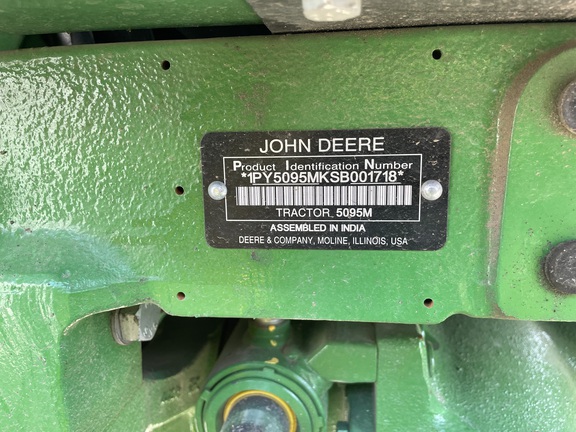 JOHN DEERE
Product Identification Number
*1PY5095MKSB001718*
TRACTOR 5095M
ASSEMBLED IN INDIA
DEERE & COMPANY, MOLINE, ILLINOIS, USA